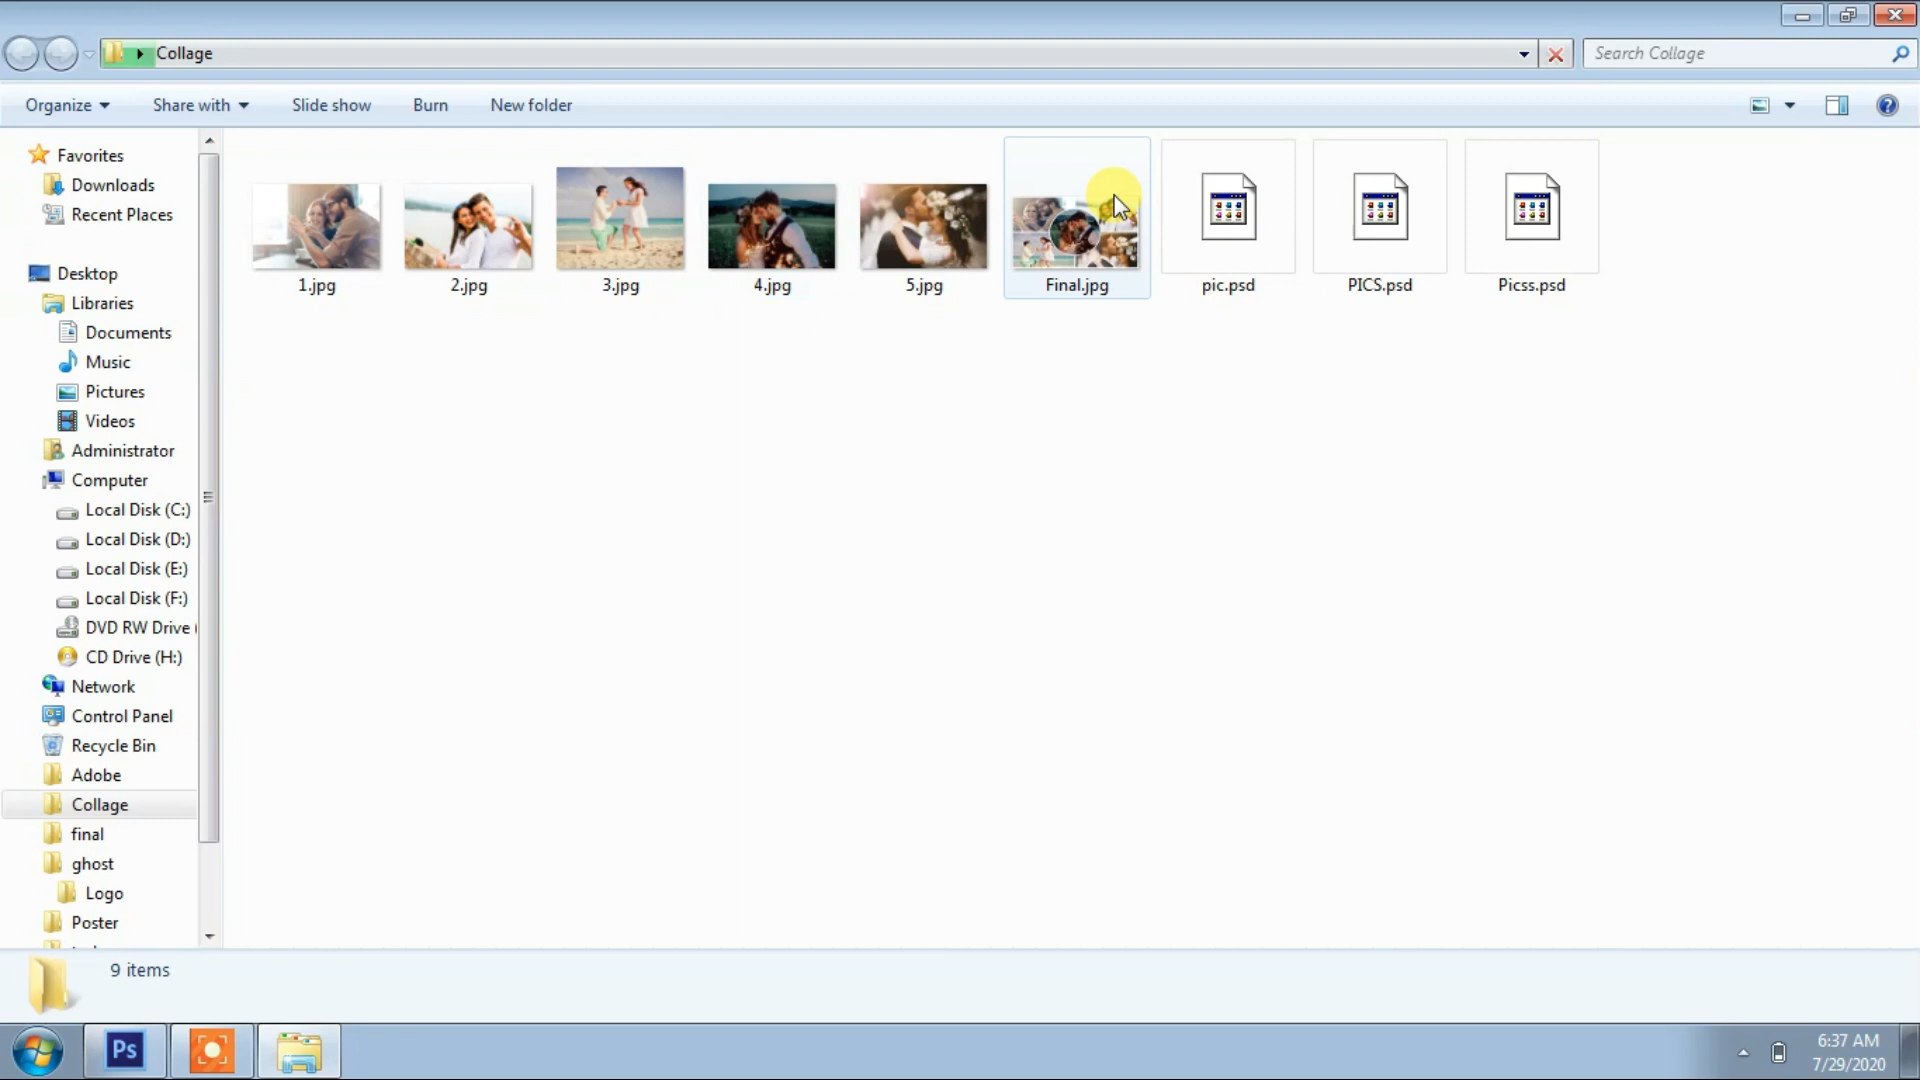 Collage
Search Collage
Organize
Share with
Slide show
Burn
New folder
Favorites
Downloads
Recent Places
Desktop
Libraries
Documents
Music
Pictures
Videos
Administrator
Computer
Local Disk (C:)
Local Disk (D:)
Local Disk (E:)
Local Disk (F:)
DVD RW Drive (
CD Drive (H:)
Network
Control Panel
Recycle Bin
Adobe
Collage
final
ghost
Logo
Poster
1.jpg
2.jpg
3.jpg
4.jpg
5.jpg
Final.jpg
pic.psd
PICS.psd
Picss.psd
9 items
Ps
6:37 AM
7/29/2020